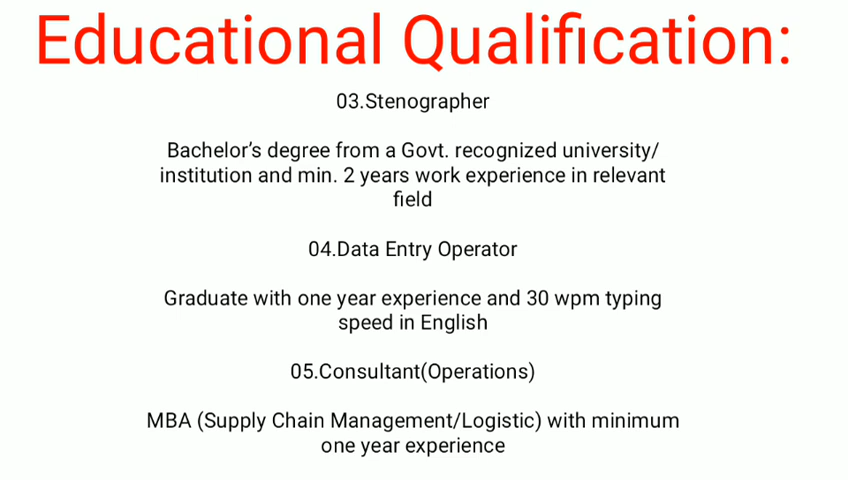 Educational Qualification:
03.Stenographer
Bachelor’s degree from a Govt. recognized university/
institution and min. 2 years work experience in relevant
field
04.Data Entry Operator
Graduate with one year experience and 30 wpm typing
speed in English
05.Consultant(Operations)
MBA (Supply Chain Management/Logistic) with minimum
one year experience